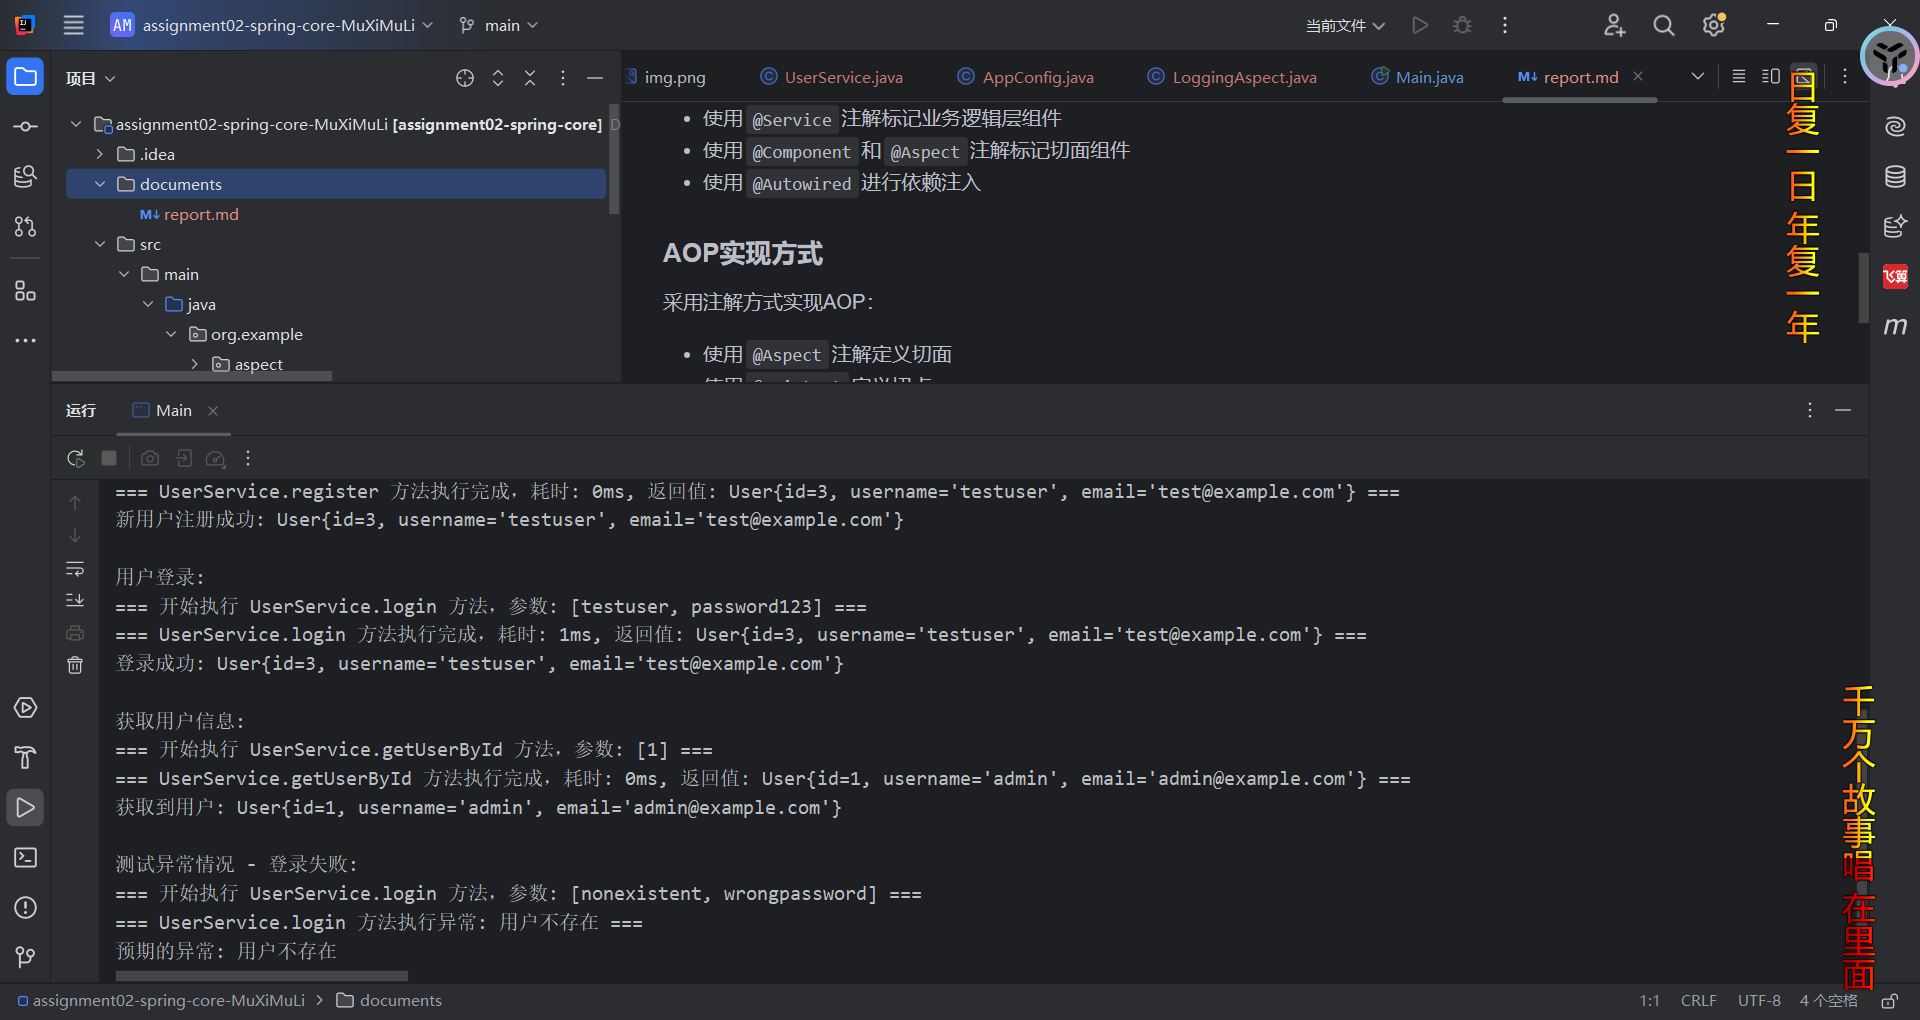 AM assignment02-spring-core-MuXiMuLi main 当前文件
项目
img.png UserService.java AppConfig.java LoggingAspect.java Main.java M↓ report.md
assignment02-spring-core-MuXiMuLi [assignment02-spring-core] D
.idea
documents
M↓ report.md
src
main
java
org.example
aspect
使用 @Service 注解标记业务逻辑层组件
使用 @Component 和 @Aspect 注解标记切面组件
使用 @Autowired 进行依赖注入
AOP实现方式
采用注解方式实现AOP：
使用 @Aspect 注解定义切面
日复一日 年复一年
飞算
m
运行 Main
=== UserService.register 方法执行完成，耗时: 0ms, 返回值: User{id=3, username='testuser', email='test@example.com'} ===
新用户注册成功: User{id=3, username='testuser', email='test@example.com'}
用户登录:
=== 开始执行 UserService.login 方法，参数: [testuser, password123] ===
=== UserService.login 方法执行完成，耗时: 1ms, 返回值: User{id=3, username='testuser', email='test@example.com'} ===
登录成功: User{id=3, username='testuser', email='test@example.com'}
获取用户信息:
=== 开始执行 UserService.getUserById 方法，参数: [1] ===
=== UserService.getUserById 方法执行完成，耗时: 0ms, 返回值: User{id=1, username='admin', email='admin@example.com'} ===
获取到用户: User{id=1, username='admin', email='admin@example.com'}
测试异常情况 - 登录失败:
=== 开始执行 UserService.login 方法，参数: [nonexistent, wrongpassword] ===
=== UserService.login 方法执行异常: 用户不存在 ===
预期的异常: 用户不存在
千万个故事唱在里面
assignment02-spring-core-MuXiMuLi > documents
1:1 CRLF UTF-8 4 个空格